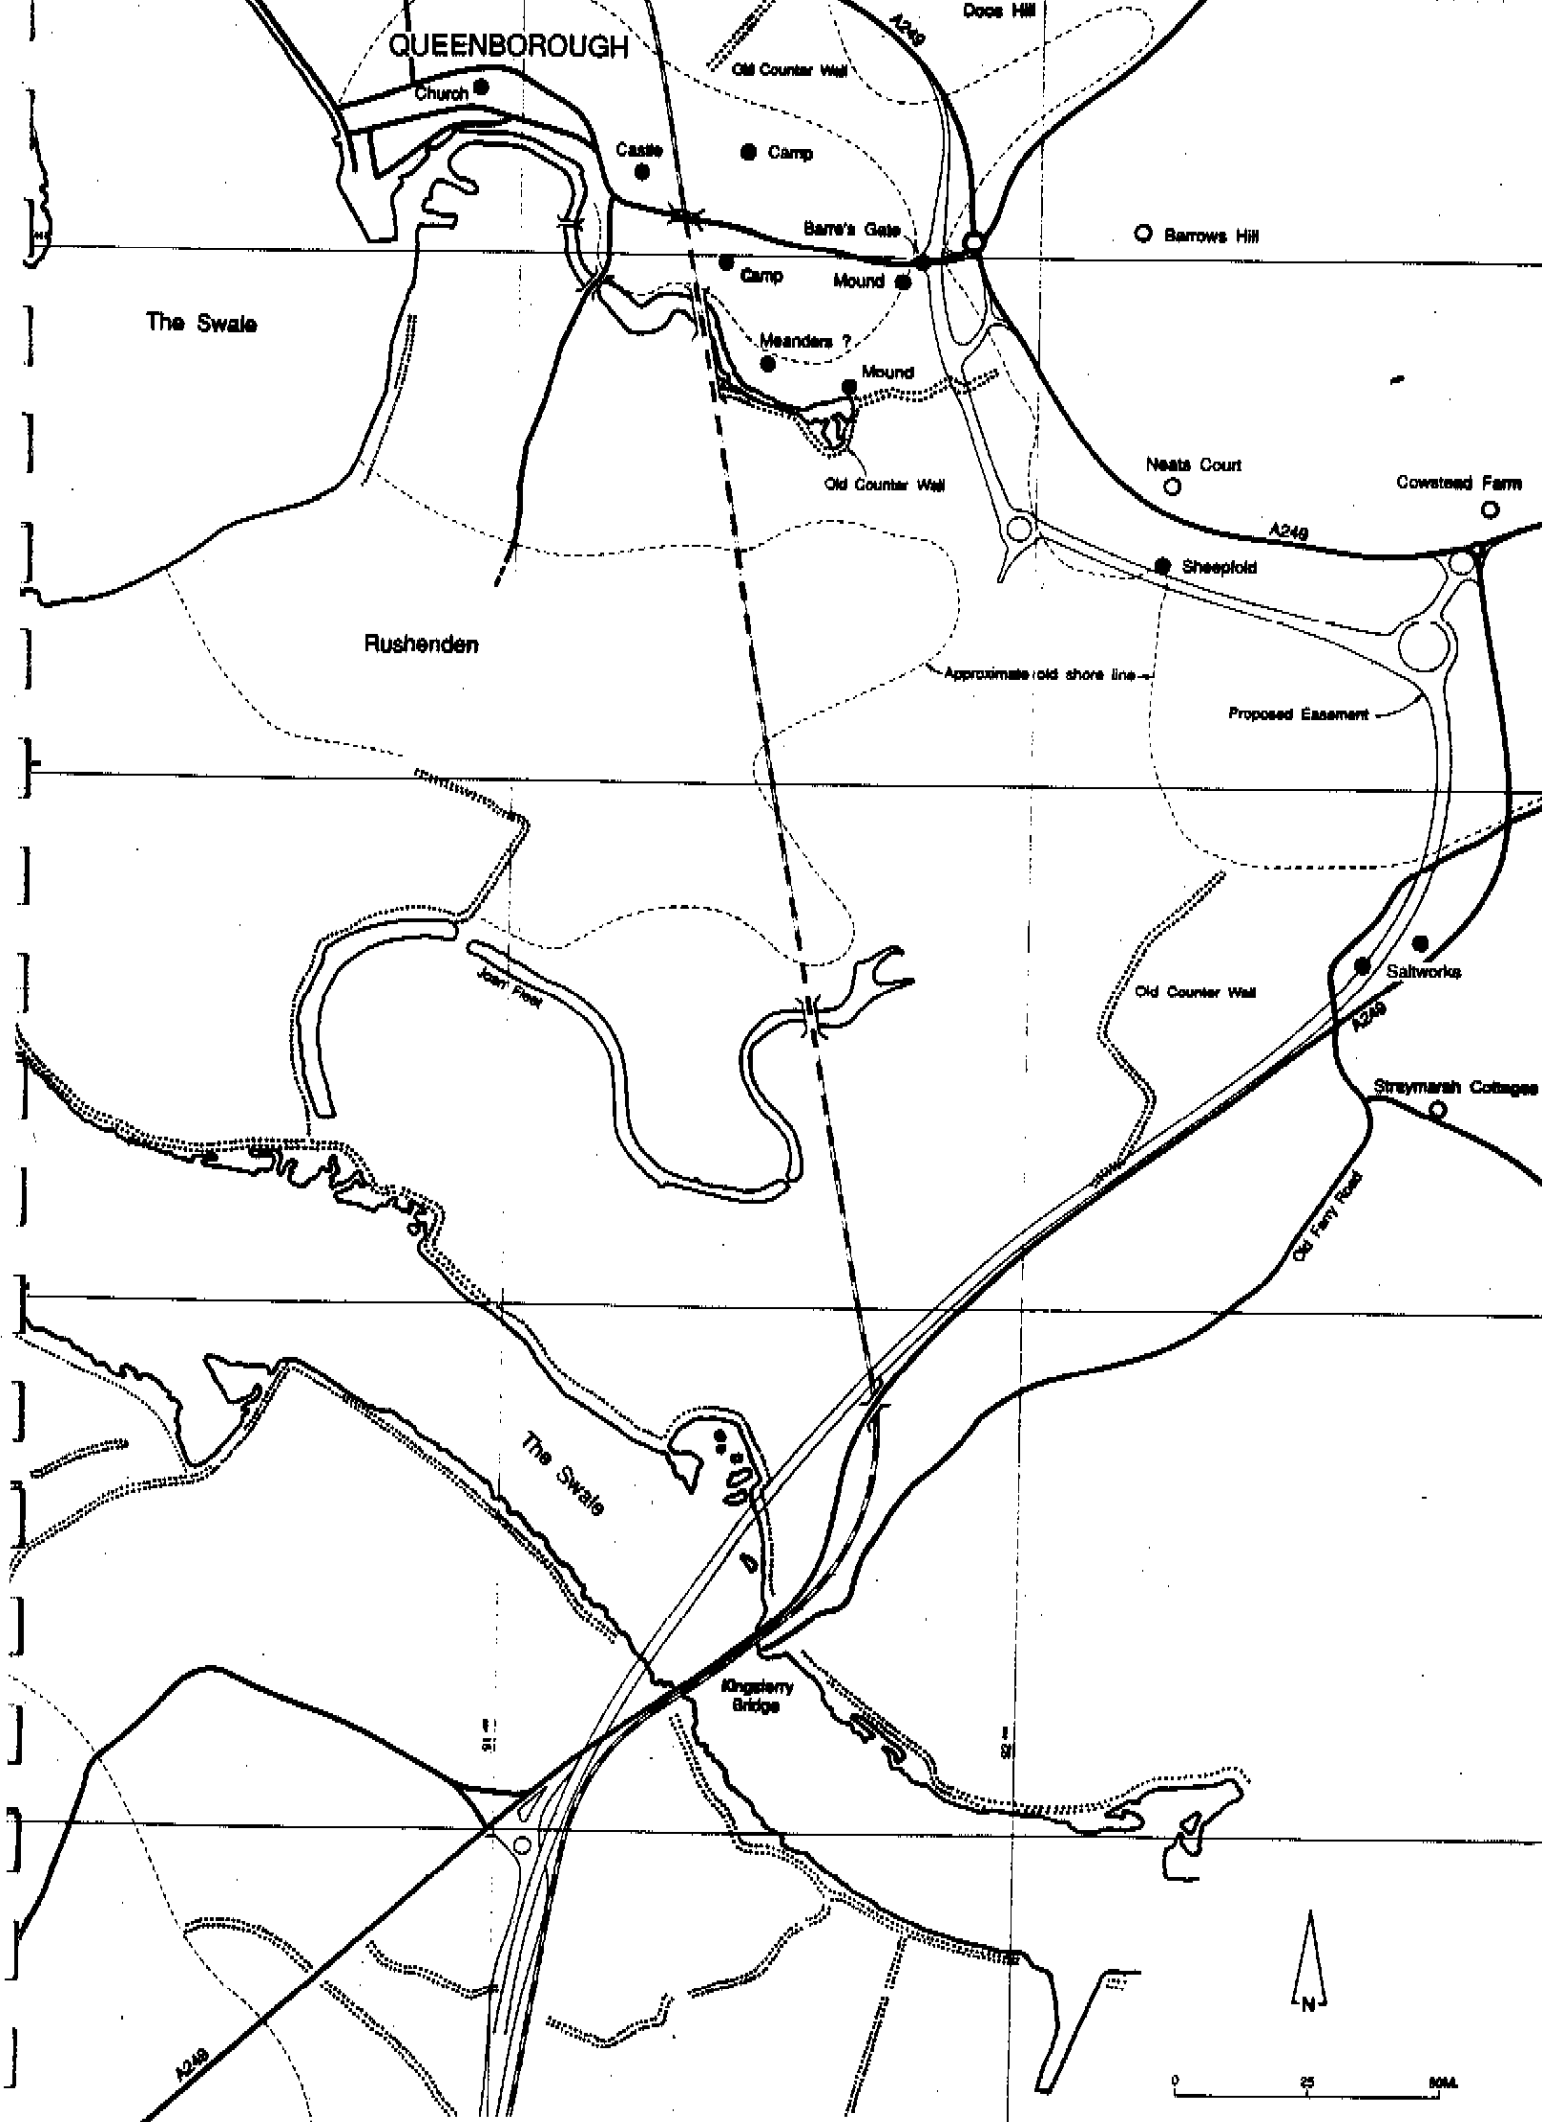 Doos Hill
A249
QUEENBOROUGH
Old Counter Wall
Church
Castle
Camp
Barre's Gate
Barrows Hill
Camp
Mound
The Swale
Meanders ?
Mound
Neats Court
Cowstead Farm
Old Counter Wall
A249
Sheepfold
Rushenden
Approximate old shore line
Proposed Easement
Joan' Fleet
Saltworks
Old Counter Wall
A249
Straymarsh Cottages
Old Ferry Road
The Swale
Kingsferry
Bridge
N
A249
0 25 50M.